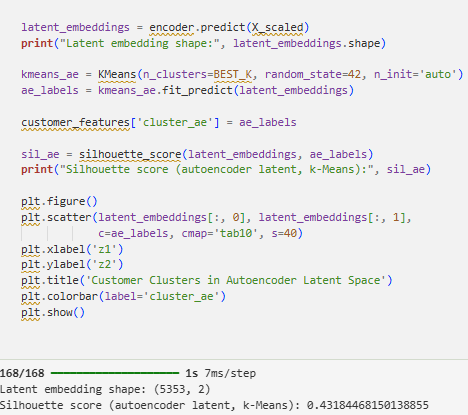 latent_embeddings = encoder.predict(X_scaled)
print("Latent embedding shape:", latent_embeddings.shape)
kmeans_ae = KMeans(n_clusters=BEST_K, random_state=42, n_init='auto')
ae_labels = kmeans_ae.fit_predict(latent_embeddings)
customer_features['cluster_ae'] = ae_labels
sil_ae = silhouette_score(latent_embeddings, ae_labels)
print("Silhouette score (autoencoder latent, k-Means):", sil_ae)
plt.figure()
plt.scatter(latent_embeddings[:, 0], latent_embeddings[:, 1],
c=ae_labels, cmap='tab10', s=40)
plt.xlabel('z1')
plt.ylabel('z2')
plt.title('Customer Clusters in Autoencoder Latent Space')
plt.colorbar(label='cluster_ae')
plt.show()
168/168 ━━━━━━━━━━━━━━━━━━━━ 1s 7ms/step
Latent embedding shape: (5353, 2)
Silhouette score (autoencoder latent, k-Means): 0.43184468150138855